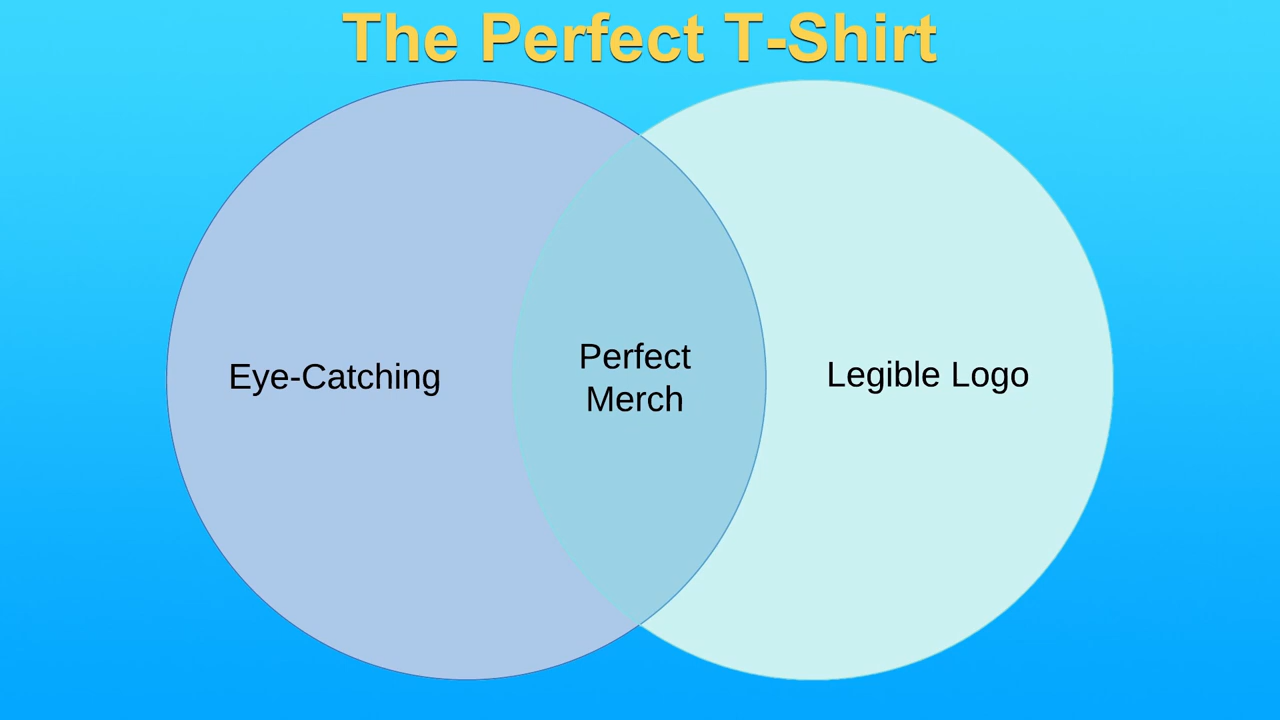 The Perfect T-Shirt
Eye-Catching
Perfect
Merch
Legible Logo